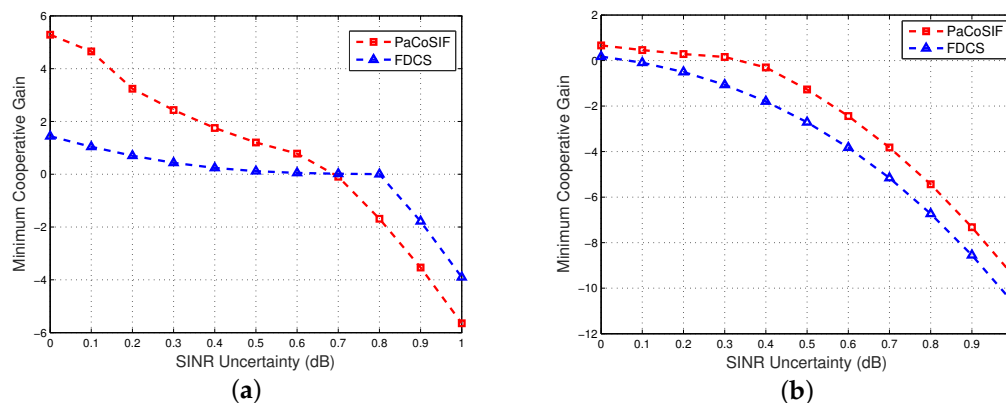 6
4
2
0
−2
−4
−6
Minimum Cooperative Gain
PaCoSIF
FDCS
0 0.1 0.2 0.3 0.4 0.5 0.6 0.7 0.8 0.9 1
SINR Uncertainty (dB)
(a)
2
0
−2
−4
−6
−8
−10
−12
Minimum Cooperative Gain
PaCoSIF
FDCS
0 0.1 0.2 0.3 0.4 0.5 0.6 0.7 0.8 0.9
SINR Uncertainty (dB)
(b)